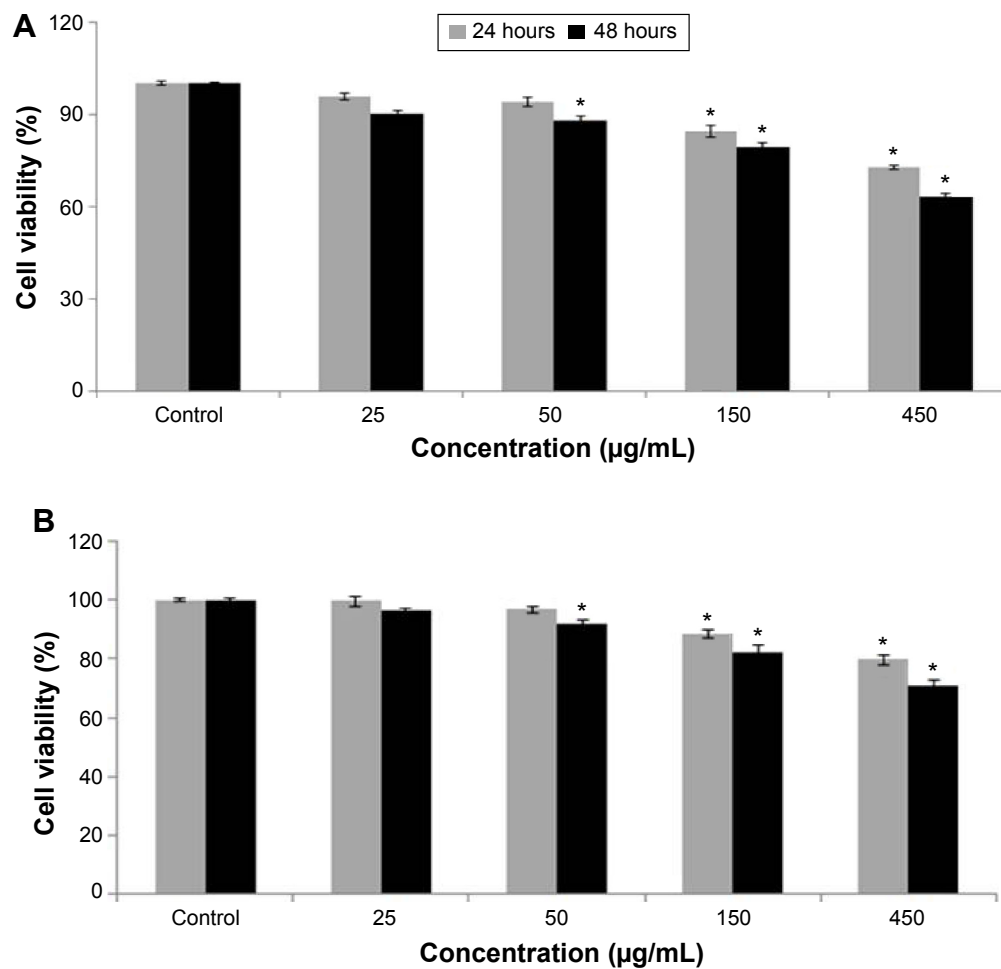 A
24 hours 48 hours
120
90
60
30
0
Cell viability (%)
*
* *
* *
Control 25 50 150 450
Concentration (µg/mL)
B
120
100
80
60
40
20
0
Cell viability (%)
*
* *
* *
Control 25 50 150 450
Concentration (µg/mL)